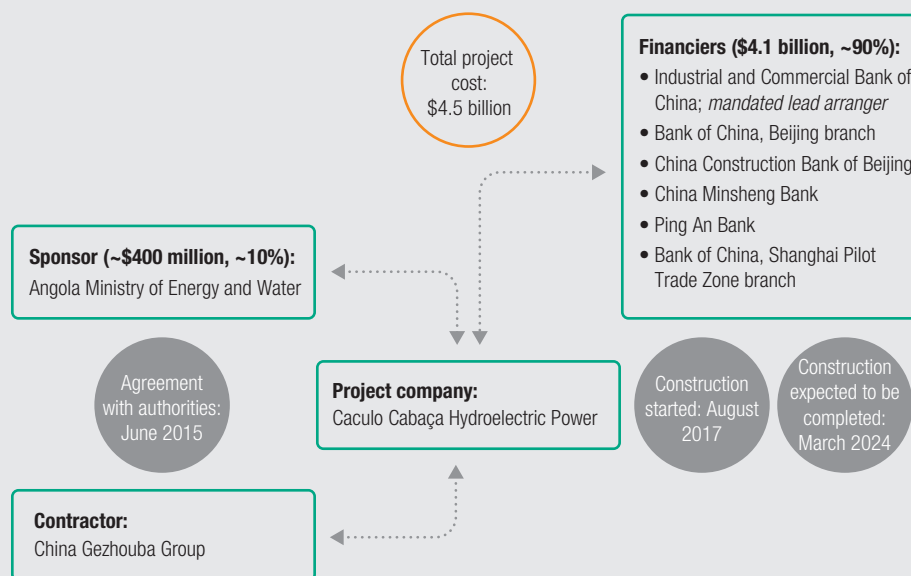 Total project
cost:
$4.5 billion
Financiers ($4.1 billion, ~90%):
• Industrial and Commercial Bank of
China; mandated lead arranger
• Bank of China, Beijing branch
• China Construction Bank of Beijing
• China Minsheng Bank
• Ping An Bank
• Bank of China, Shanghai Pilot
Trade Zone branch
Sponsor (~$400 million, ~10%):
Angola Ministry of Energy and Water
Agreement
with authorities:
June 2015
Project company:
Caculo Cabaça Hydroelectric Power
Construction
started: August
2017
Construction
expected to be
completed:
March 2024
Contractor:
China Gezhouba Group